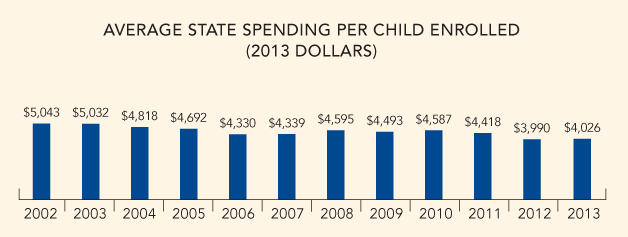 AVERAGE STATE SPENDING PER CHILD ENROLLED
(2013 DOLLARS)
$5,043 $5,032 $4,818 $4,692 $4,330 $4,339 $4,595 $4,493 $4,587 $4,418 $3,990 $4,026
2002 2003 2004 2005 2006 2007 2008 2009 2010 2011 2012 2013